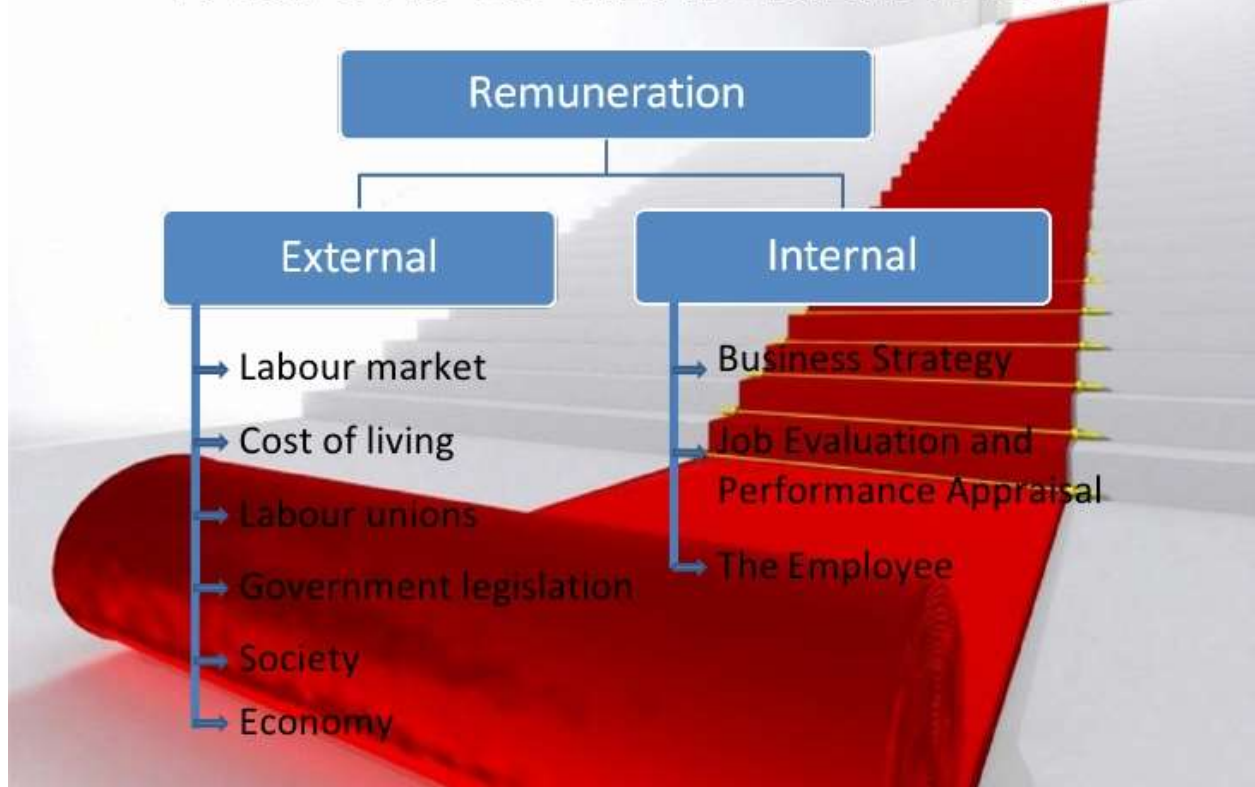 Remuneration
External
Internal
Labour market
Cost of living
Labour unions
Government legislation
Society
Economy
Business Strategy
Job Evaluation and
Performance Appraisal
The Employee